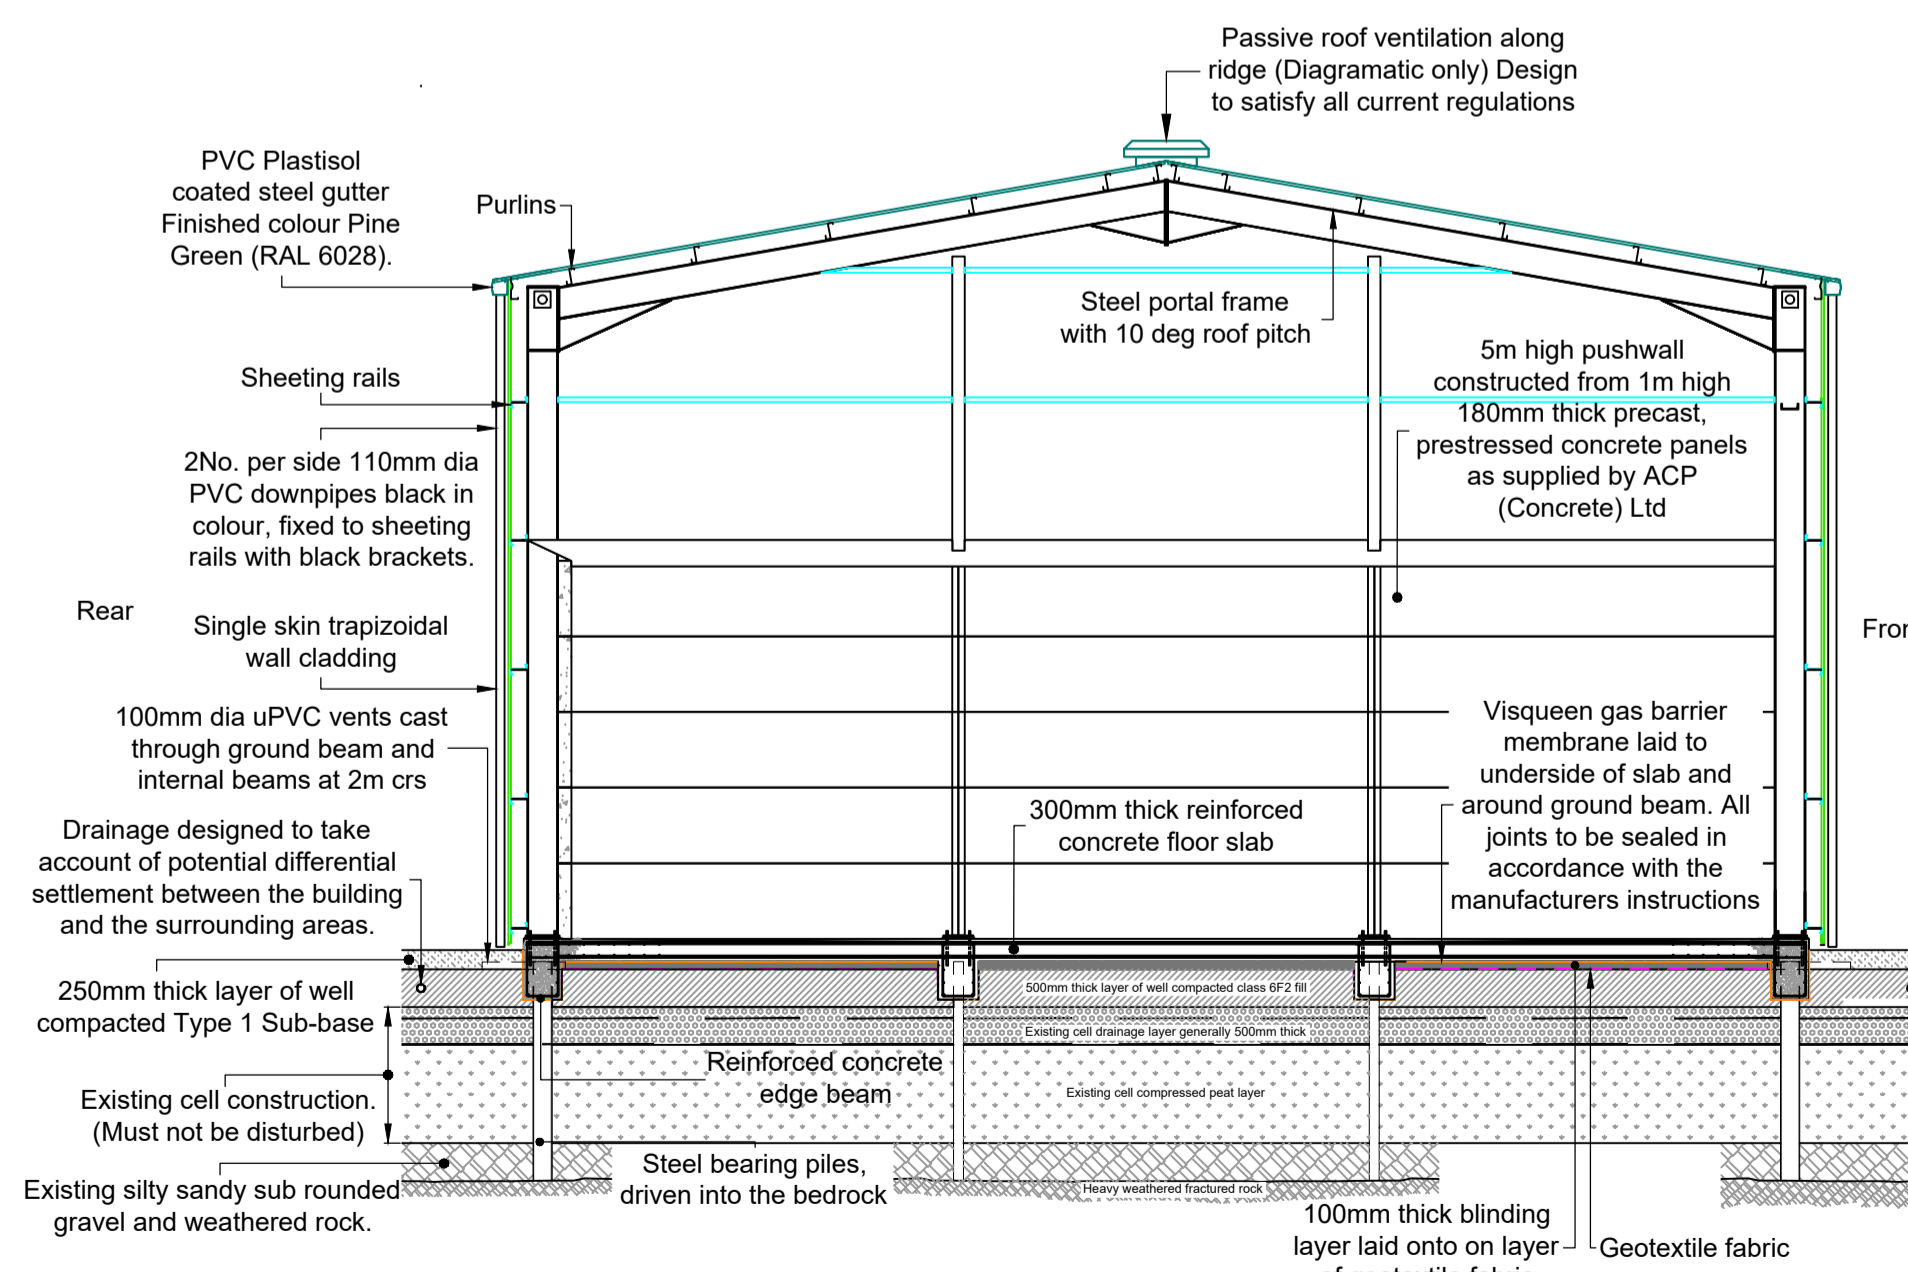 Passive roof ventilation along
ridge (Diagramatic only) Design
to satisfy all current regulations
PVC Plastisol
coated steel gutter
Finished colour Pine
Green (RAL 6028).
Purlins
Steel portal frame
with 10 deg roof pitch
5m high pushwall
constructed from 1m high
180mm thick precast,
prestressed concrete panels
as supplied by ACP
(Concrete) Ltd
Sheeting rails
2No. per side 110mm dia
PVC downpipes black in
colour, fixed to sheeting
rails with black brackets.
Rear
Fror
Single skin trapizoidal
wall cladding
100mm dia uPVC vents cast
through ground beam and
internal beams at 2m crs
Visqueen gas barrier
membrane laid to
underside of slab and
around ground beam. All
joints to be sealed in
accordance with the
manufacturers instructions
300mm thick reinforced
concrete floor slab
Drainage designed to take
account of potential differential
settlement between the building
and the surrounding areas.
250mm thick layer of well
compacted Type 1 Sub-base
500mm thick layer of well compacted class 6F2 fill
Existing cell drainage layer generally 500mm thick
Reinforced concrete
edge beam
Existing cell compressed peat layer
Existing cell construction.
(Must not be disturbed)
Steel bearing piles,
driven into the bedrock
Existing silty sandy sub rounded
gravel and weathered rock.
Heavy weathered fractured rock
100mm thick blinding
layer laid onto on layer
of geotextile fabric
Geotextile fabric